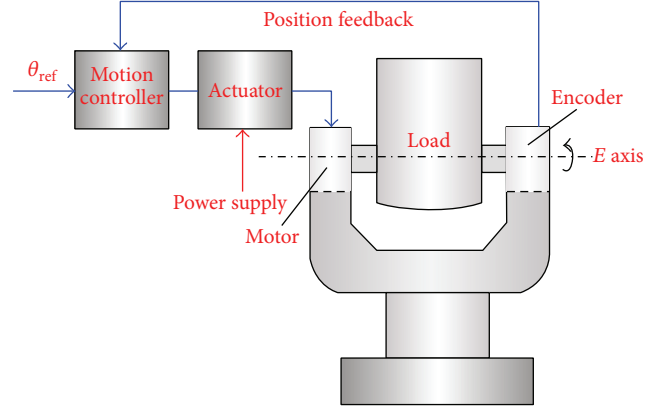 Position feedback
θref
Motion
controller
Actuator
Encoder
Load
E axis
Power supply
Motor